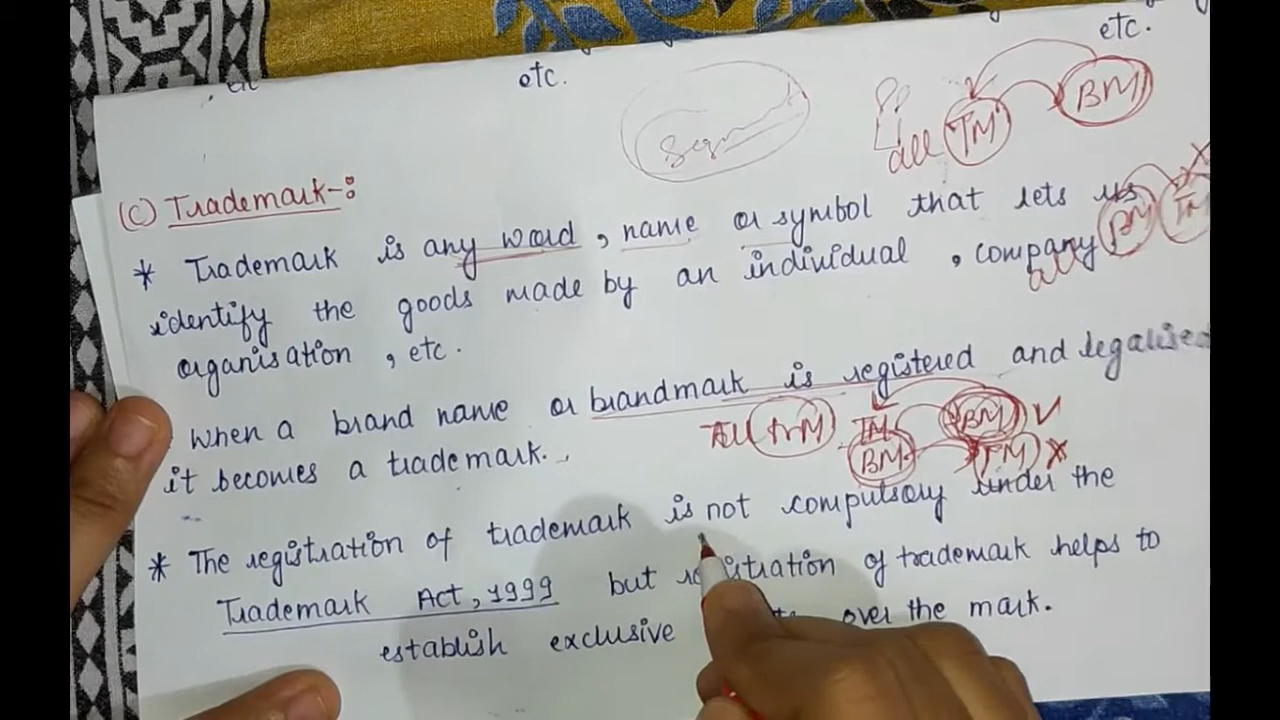 etc.
etc.
all TM BM
(C) Trademark-:
* Trademark is any word, name or symbol that lets us
BM TM
identify the goods made by an individual, company
all
organisation, etc.
when a brand name or brandmark is registered and legalised
TM BM ✓
it becomes a trademark.
BM TM ×
* The registration of trademark is not compulsory under the
Trademark Act, 1999 but registration of trademark helps to
establish exclusive over the mark.